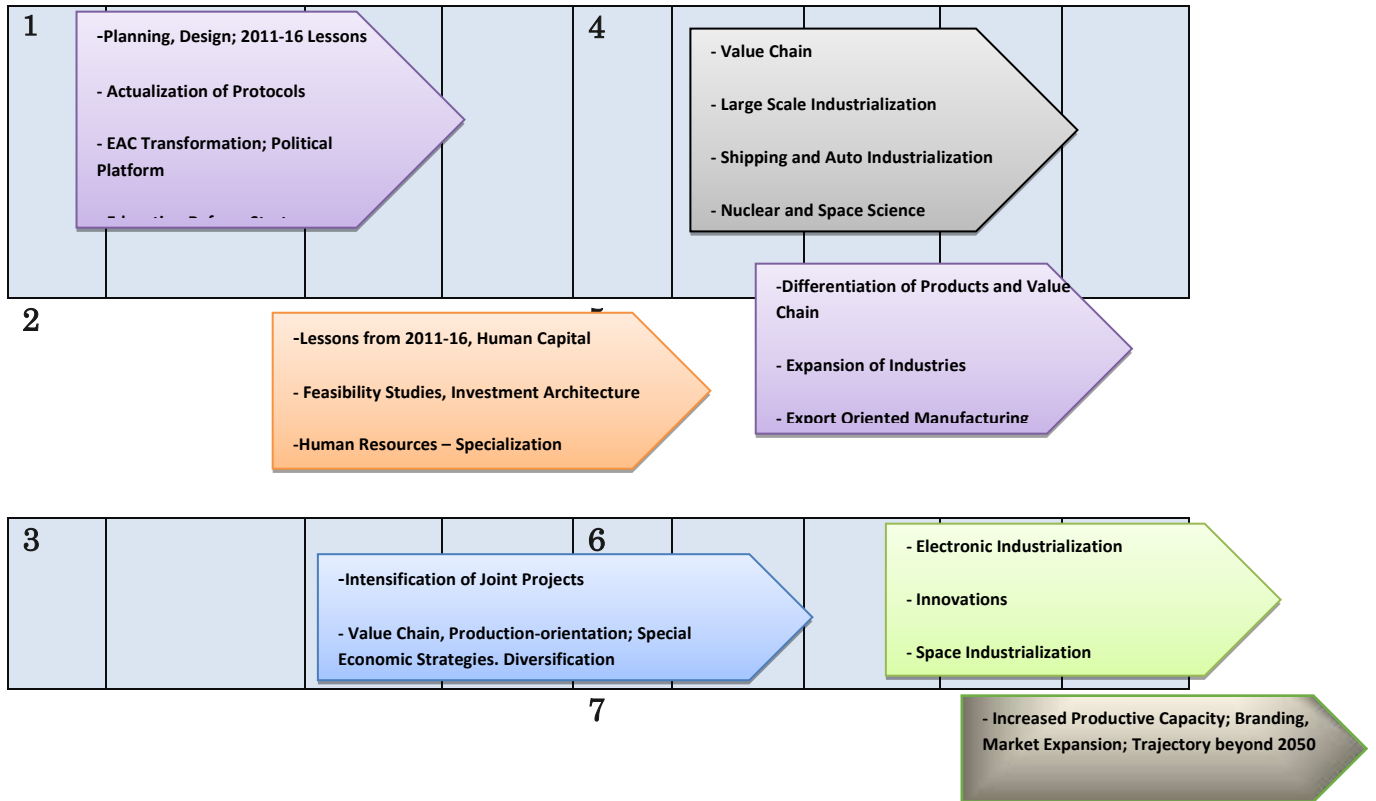 1
-Planning, Design; 2011-16 Lessons
- Actualization of Protocols
- EAC Transformation; Political
Platform
2
-Lessons from 2011-16, Human Capital
- Feasibility Studies, Investment Architecture
-Human Resources – Specialization
3
-Intensification of Joint Projects
- Value Chain, Production-orientation; Special
Economic Strategies. Diversification
4
- Value Chain
- Large Scale Industrialization
- Shipping and Auto Industrialization
- Nuclear and Space Science
-Differentiation of Products and Value
Chain
- Expansion of Industries
- Export Oriented Manufacturing
6
- Electronic Industrialization
- Innovations
- Space Industrialization
7
- Increased Productive Capacity; Branding,
Market Expansion; Trajectory beyond 2050